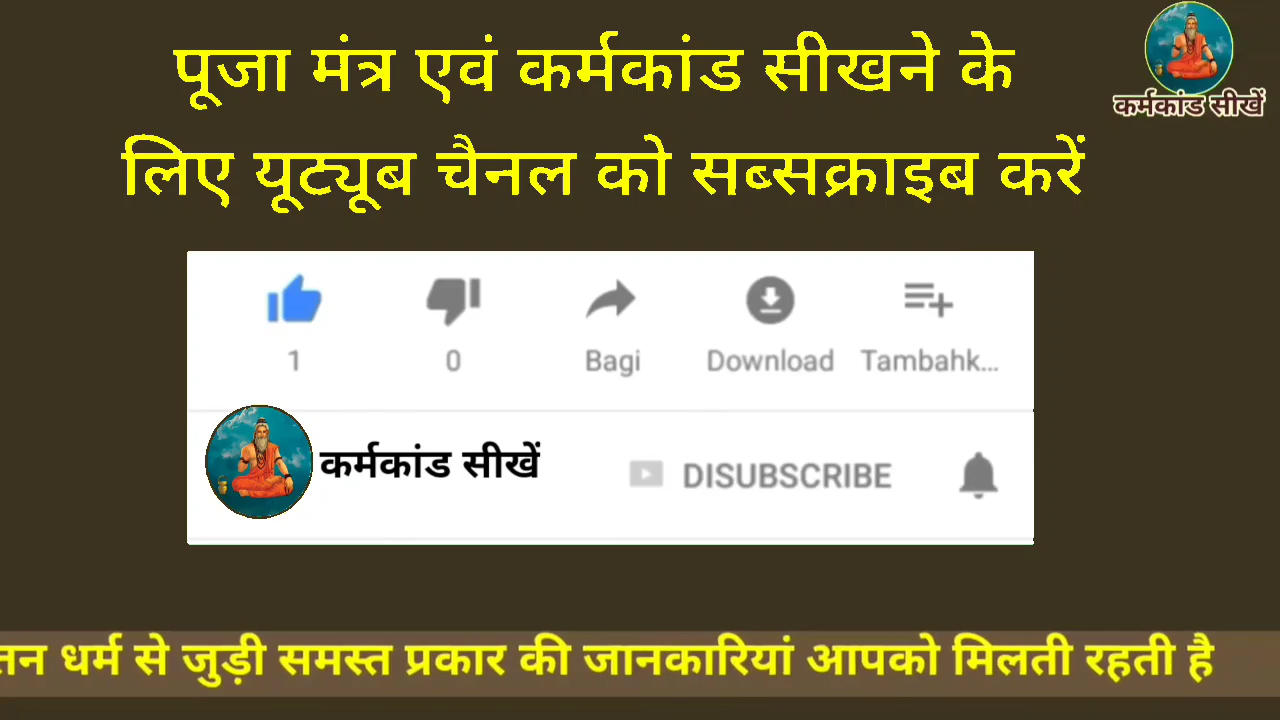 पूजा मंत्र एवं कर्मकांड सीखने के
लिए यूट्यूब चैनल को सब्सक्राइब करें
कर्मकांड सीखें
1 0 Bagi Download Tambahk...
कर्मकांड सीखें DISUBSCRIBE
धर्म से जुड़ी समस्त प्रकार की जानकारियां आपको मिलती रहती है